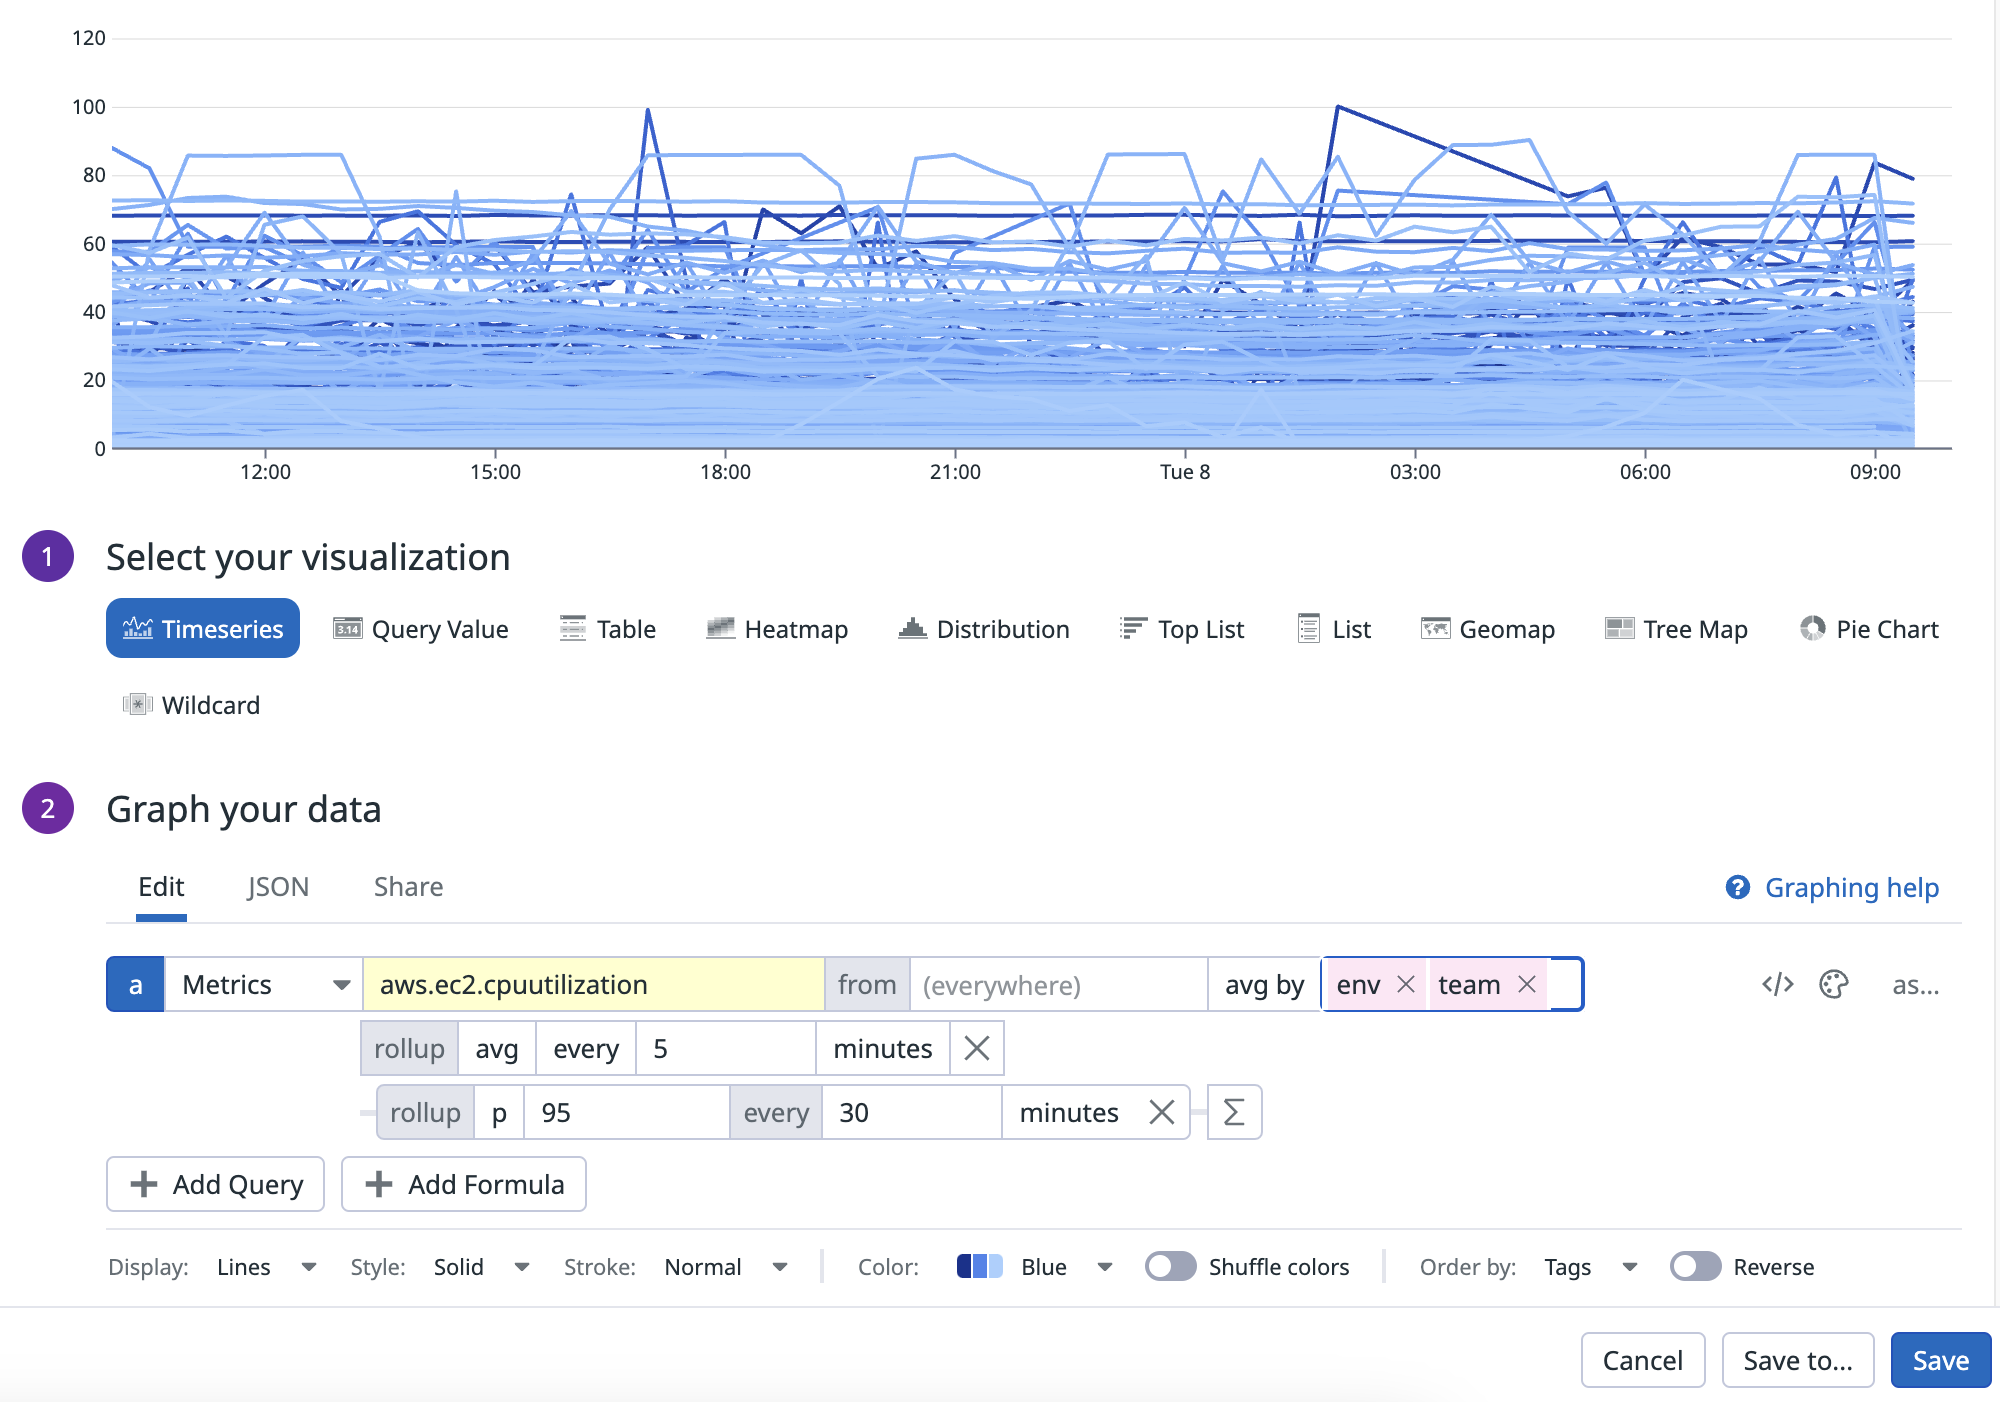 120
100
80
60
40
20
0
12:00 15:00 18:00 21:00 Tue 8 03:00 06:00 09:00
1 Select your visualization
Timeseries 3.14 Query Value Table Heatmap Distribution Top List List Geomap Tree Map Pie Chart
* Wildcard
2 Graph your data
Edit JSON Share ? Graphing help
a Metrics aws.ec2.cpuutilization from (everywhere) avg by env team </> as...
rollup avg every 5 minutes
rollup p 95 every 30 minutes Σ
+ Add Query + Add Formula
Display: Lines Style: Solid Stroke: Normal Color: Blue Shuffle colors Order by: Tags Reverse
Cancel Save to... Save